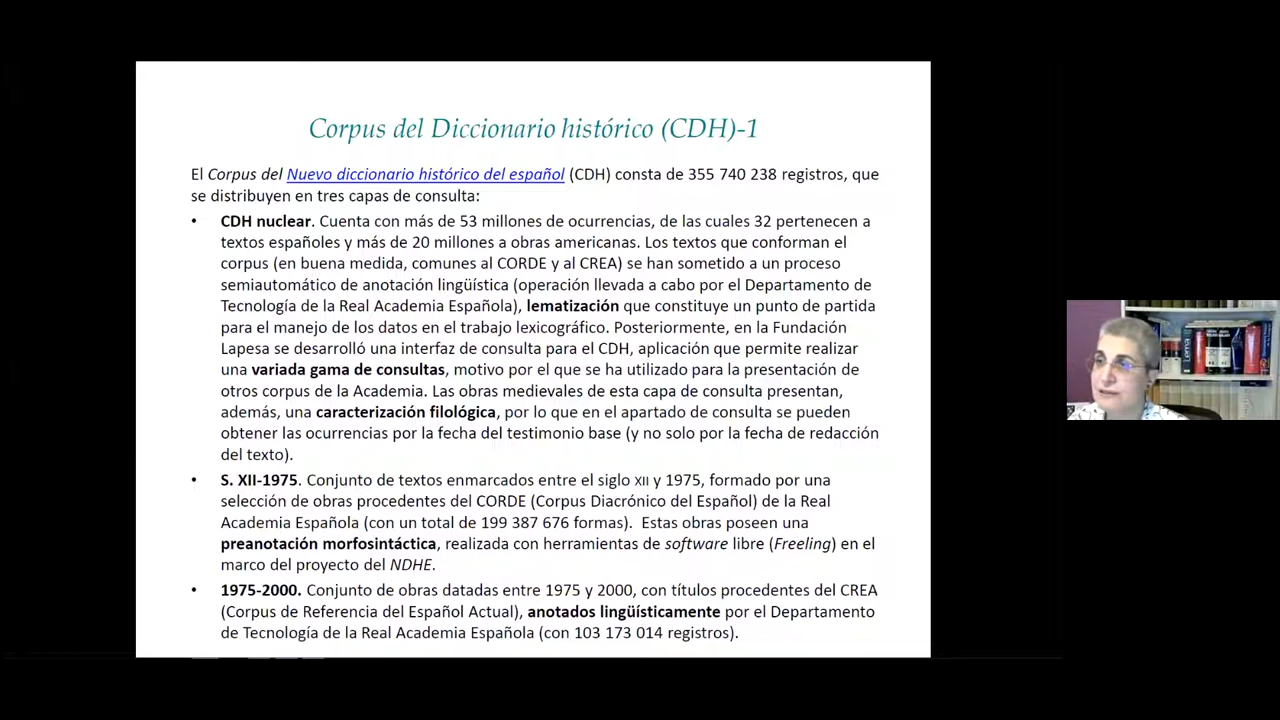 Corpus del Diccionario histórico (CDH)-1
El Corpus del Nuevo diccionario histórico del español (CDH) consta de 355 740 238 registros, que
se distribuyen en tres capas de consulta:
• CDH nuclear. Cuenta con más de 53 millones de ocurrencias, de las cuales 32 pertenecen a
textos españoles y más de 20 millones a obras americanas. Los textos que conforman el
corpus (en buena medida, comunes al CORDE y al CREA) se han sometido a un proceso
semiautomático de anotación lingüística (operación llevada a cabo por el Departamento de
Tecnología de la Real Academia Española), lematización que constituye un punto de partida
para el manejo de los datos en el trabajo lexicográfico. Posteriormente, en la Fundación
Lapesa se desarrolló una interfaz de consulta para el CDH, aplicación que permite realizar
una variada gama de consultas, motivo por el que se ha utilizado para la presentación de
otros corpus de la Academia. Las obras medievales de esta capa de consulta presentan,
además, una caracterización filológica, por lo que en el apartado de consulta se pueden
obtener las ocurrencias por la fecha del testimonio base (y no solo por la fecha de redacción
del texto).
• S. XII-1975. Conjunto de textos enmarcados entre el siglo XII y 1975, formado por una
selección de obras procedentes del CORDE (Corpus Diacrónico del Español) de la Real
Academia Española (con un total de 199 387 676 formas). Estas obras poseen una
preanotación morfosintáctica, realizada con herramientas de software libre (Freeling) en el
marco del proyecto del NDHE.
• 1975-2000. Conjunto de obras datadas entre 1975 y 2000, con títulos procedentes del CREA
(Corpus de Referencia del Español Actual), anotados lingüísticamente por el Departamento
de Tecnología de la Real Academia Española (con 103 173 014 registros).